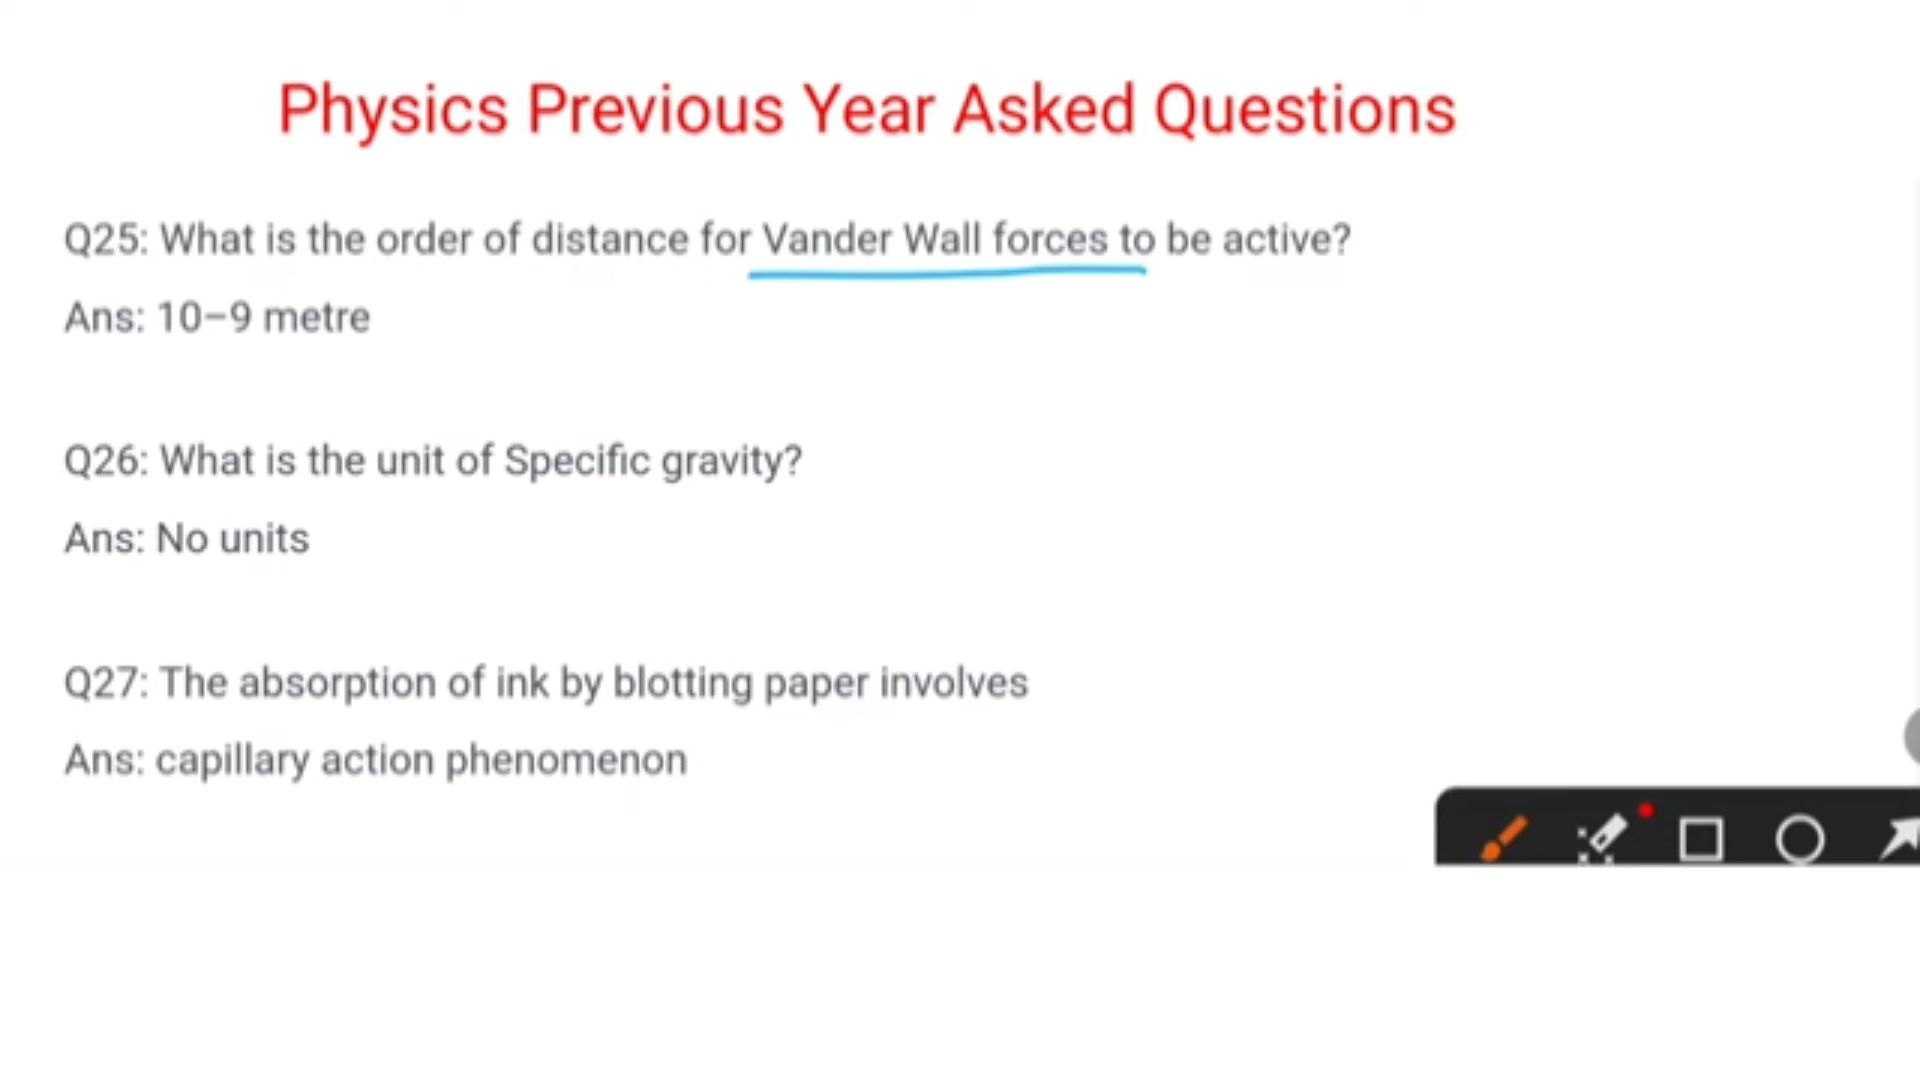 Physics Previous Year Asked Questions
Q25: What is the order of distance for Vander Wall forces to be active?
Ans: 10–9 metre
Q26: What is the unit of Specific gravity?
Ans: No units
Q27: The absorption of ink by blotting paper involves
Ans: capillary action phenomenon